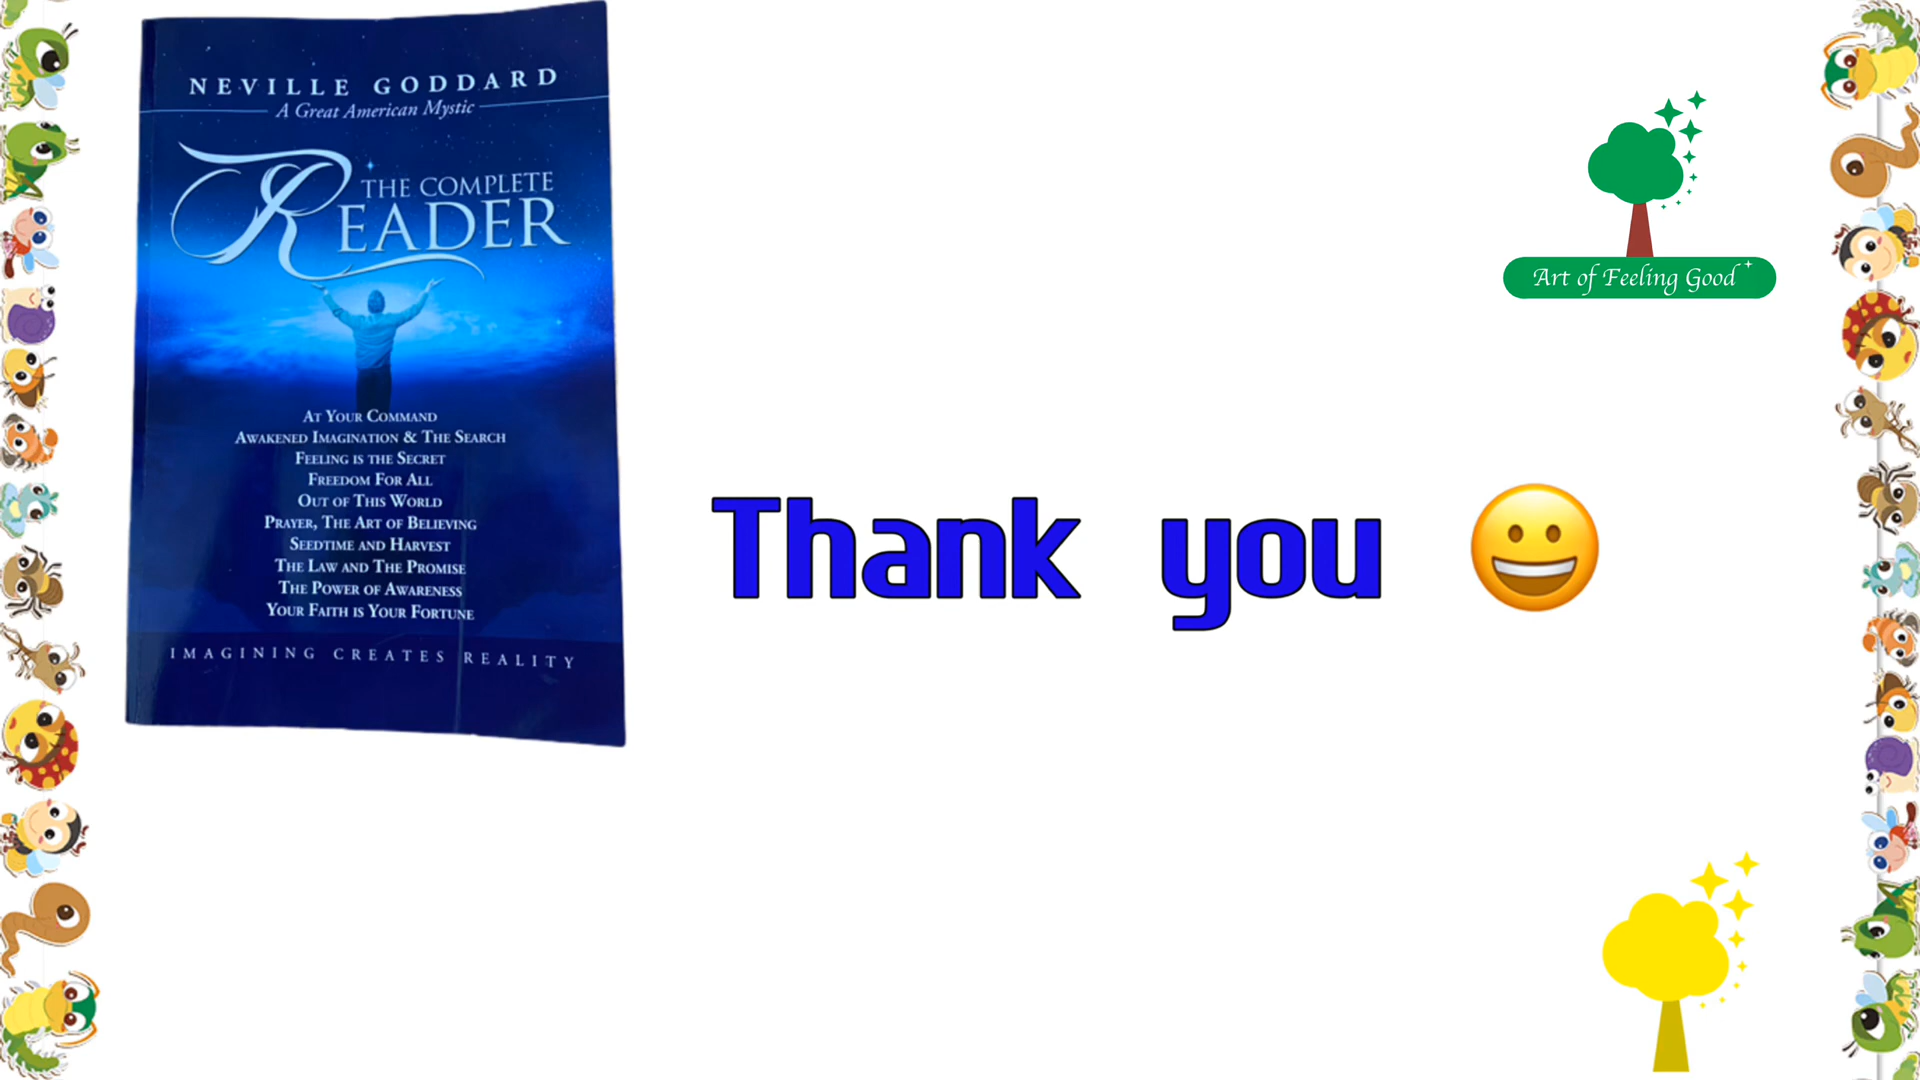 NEVILLE GODDARD
A Great American Mystic
THE COMPLETE
READER
AT YOUR COMMAND
AWAKENED IMAGINATION & THE SEARCH
FEELING IS THE SECRET
FREEDOM FOR ALL
OUT OF THIS WORLD
PRAYER, THE ART OF BELIEVING
SEEDTIME AND HARVEST
THE LAW AND THE PROMISE
THE POWER OF AWARENESS
YOUR FAITH IS YOUR FORTUNE
IMAGINING CREATES REALITY
Art of Feeling Good
Thank you